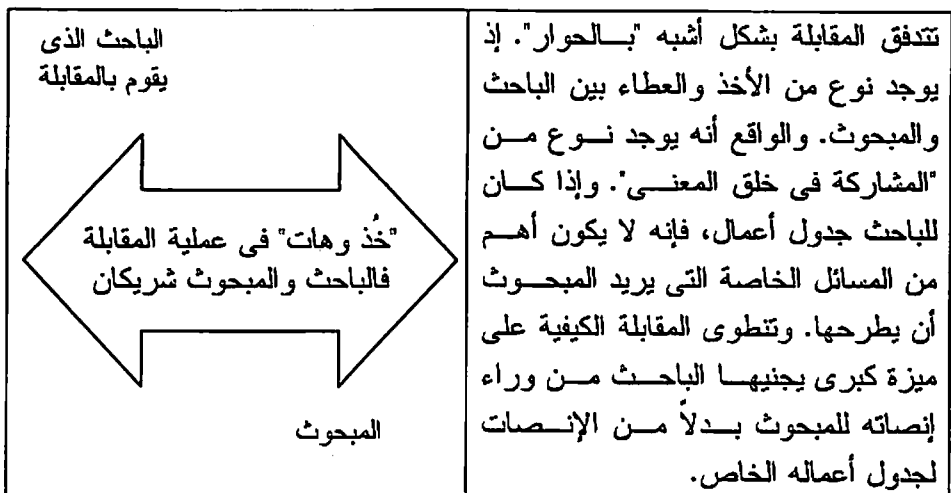 تتدفق المقابلة بشكل أشبه "بالحوار". إذ
يوجد نوع من الأخذ والعطاء بين الباحث
والمبحوث. والواقع أنه يوجد نوع من
"المشاركة فى خلق المعنى". وإذا كان
للباحث جدول أعمال، فإنه لا يكون أهم
من المسائل الخاصة التى يريد المبحوث
أن يطرحها. وتنطوى المقابلة الكيفية على
ميزة كبرى يجنيها الباحث من وراء
إنصاته للمبحوث بدلاً من الإنصات
لجدول أعماله الخاص.
الباحث الذى
يقوم بالمقابلة
"خُذ وهات" فى عملية المقابلة
فالباحث والمبحوث شريكان
المبحوث